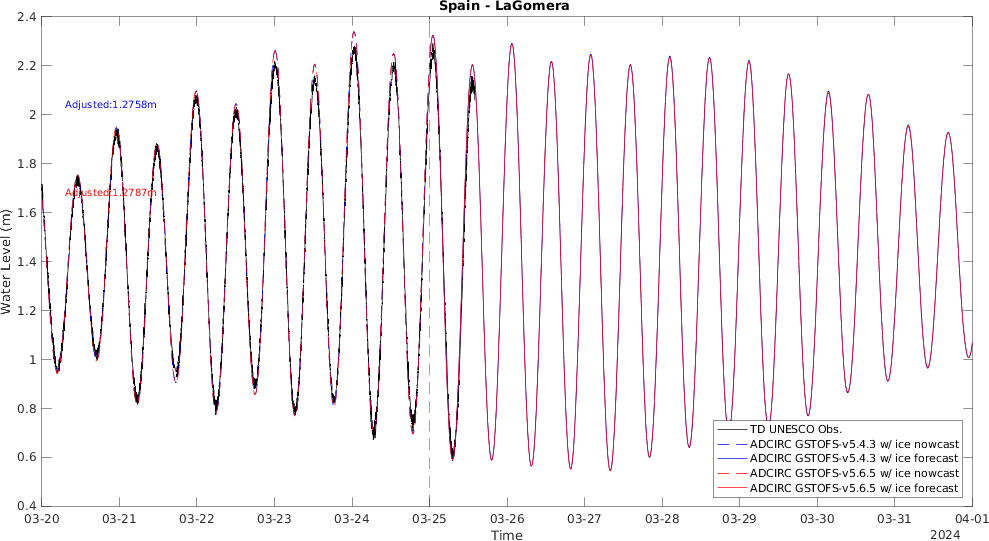 Spain - LaGomera
2.4
2.2
2
1.8
1.6
1.4
1.2
1
0.8
0.6
0.4
Water Level (m)
Adjusted:1.2758m
Adjusted:1.2787m
TD UNESCO Obs.
ADCIRC GSTOFS-v5.4.3 w/ ice nowcast
ADCIRC GSTOFS-v5.4.3 w/ ice forecast
ADCIRC GSTOFS-v5.6.5 w/ ice nowcast
ADCIRC GSTOFS-v5.6.5 w/ ice forecast
03-20 03-21 03-22 03-23 03-24 03-25 03-26 03-27 03-28 03-29 03-30 03-31 04-01
Time
2024